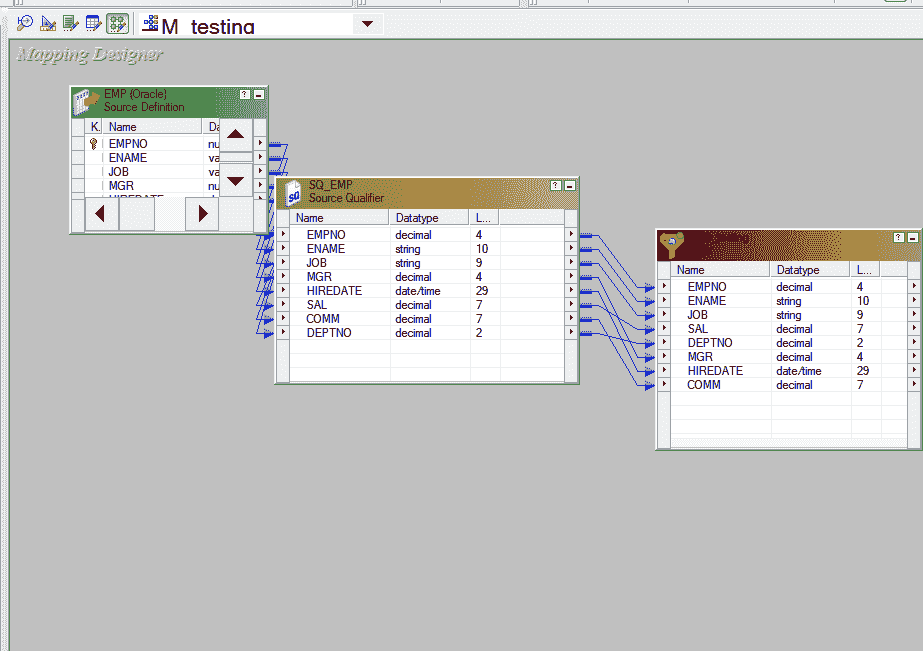 M_testing
Mapping Designer
EMP (Oracle)
Source Definition
K. Name Da
EMPNO nu
ENAME va
JOB va
MGR nu
HIREDATE
SQ_EMP
Source Qualifier
Name Datatype L...
EMPNO decimal 4
ENAME string 10
JOB string 9
MGR decimal 4
HIREDATE date/time 29
SAL decimal 7
COMM decimal 7
DEPTNO decimal 2
Name Datatype L...
EMPNO decimal 4
ENAME string 10
JOB string 9
SAL decimal 7
DEPTNO decimal 2
MGR decimal 4
HIREDATE date/time 29
COMM decimal 7